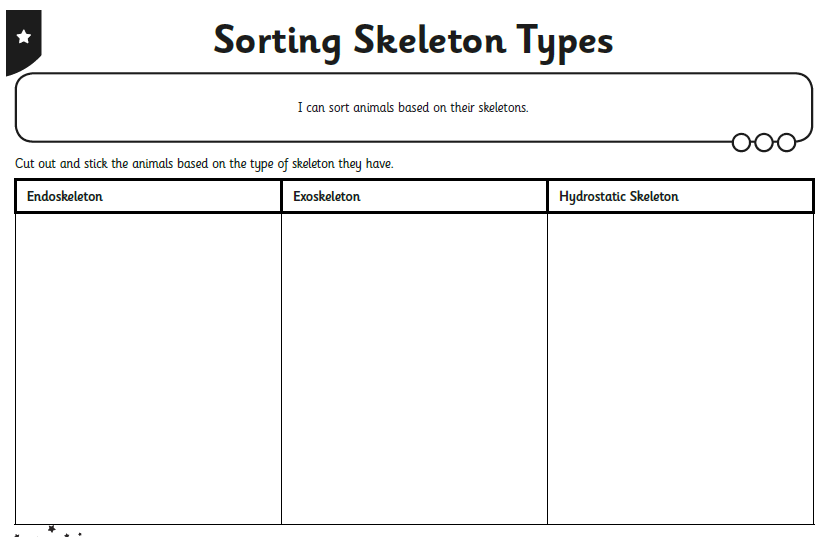 Sorting Skeleton Types
I can sort animals based on their skeletons.
Cut out and stick the animals based on the type of skeleton they have.
Endoskeleton
Exoskeleton
Hydrostatic Skeleton